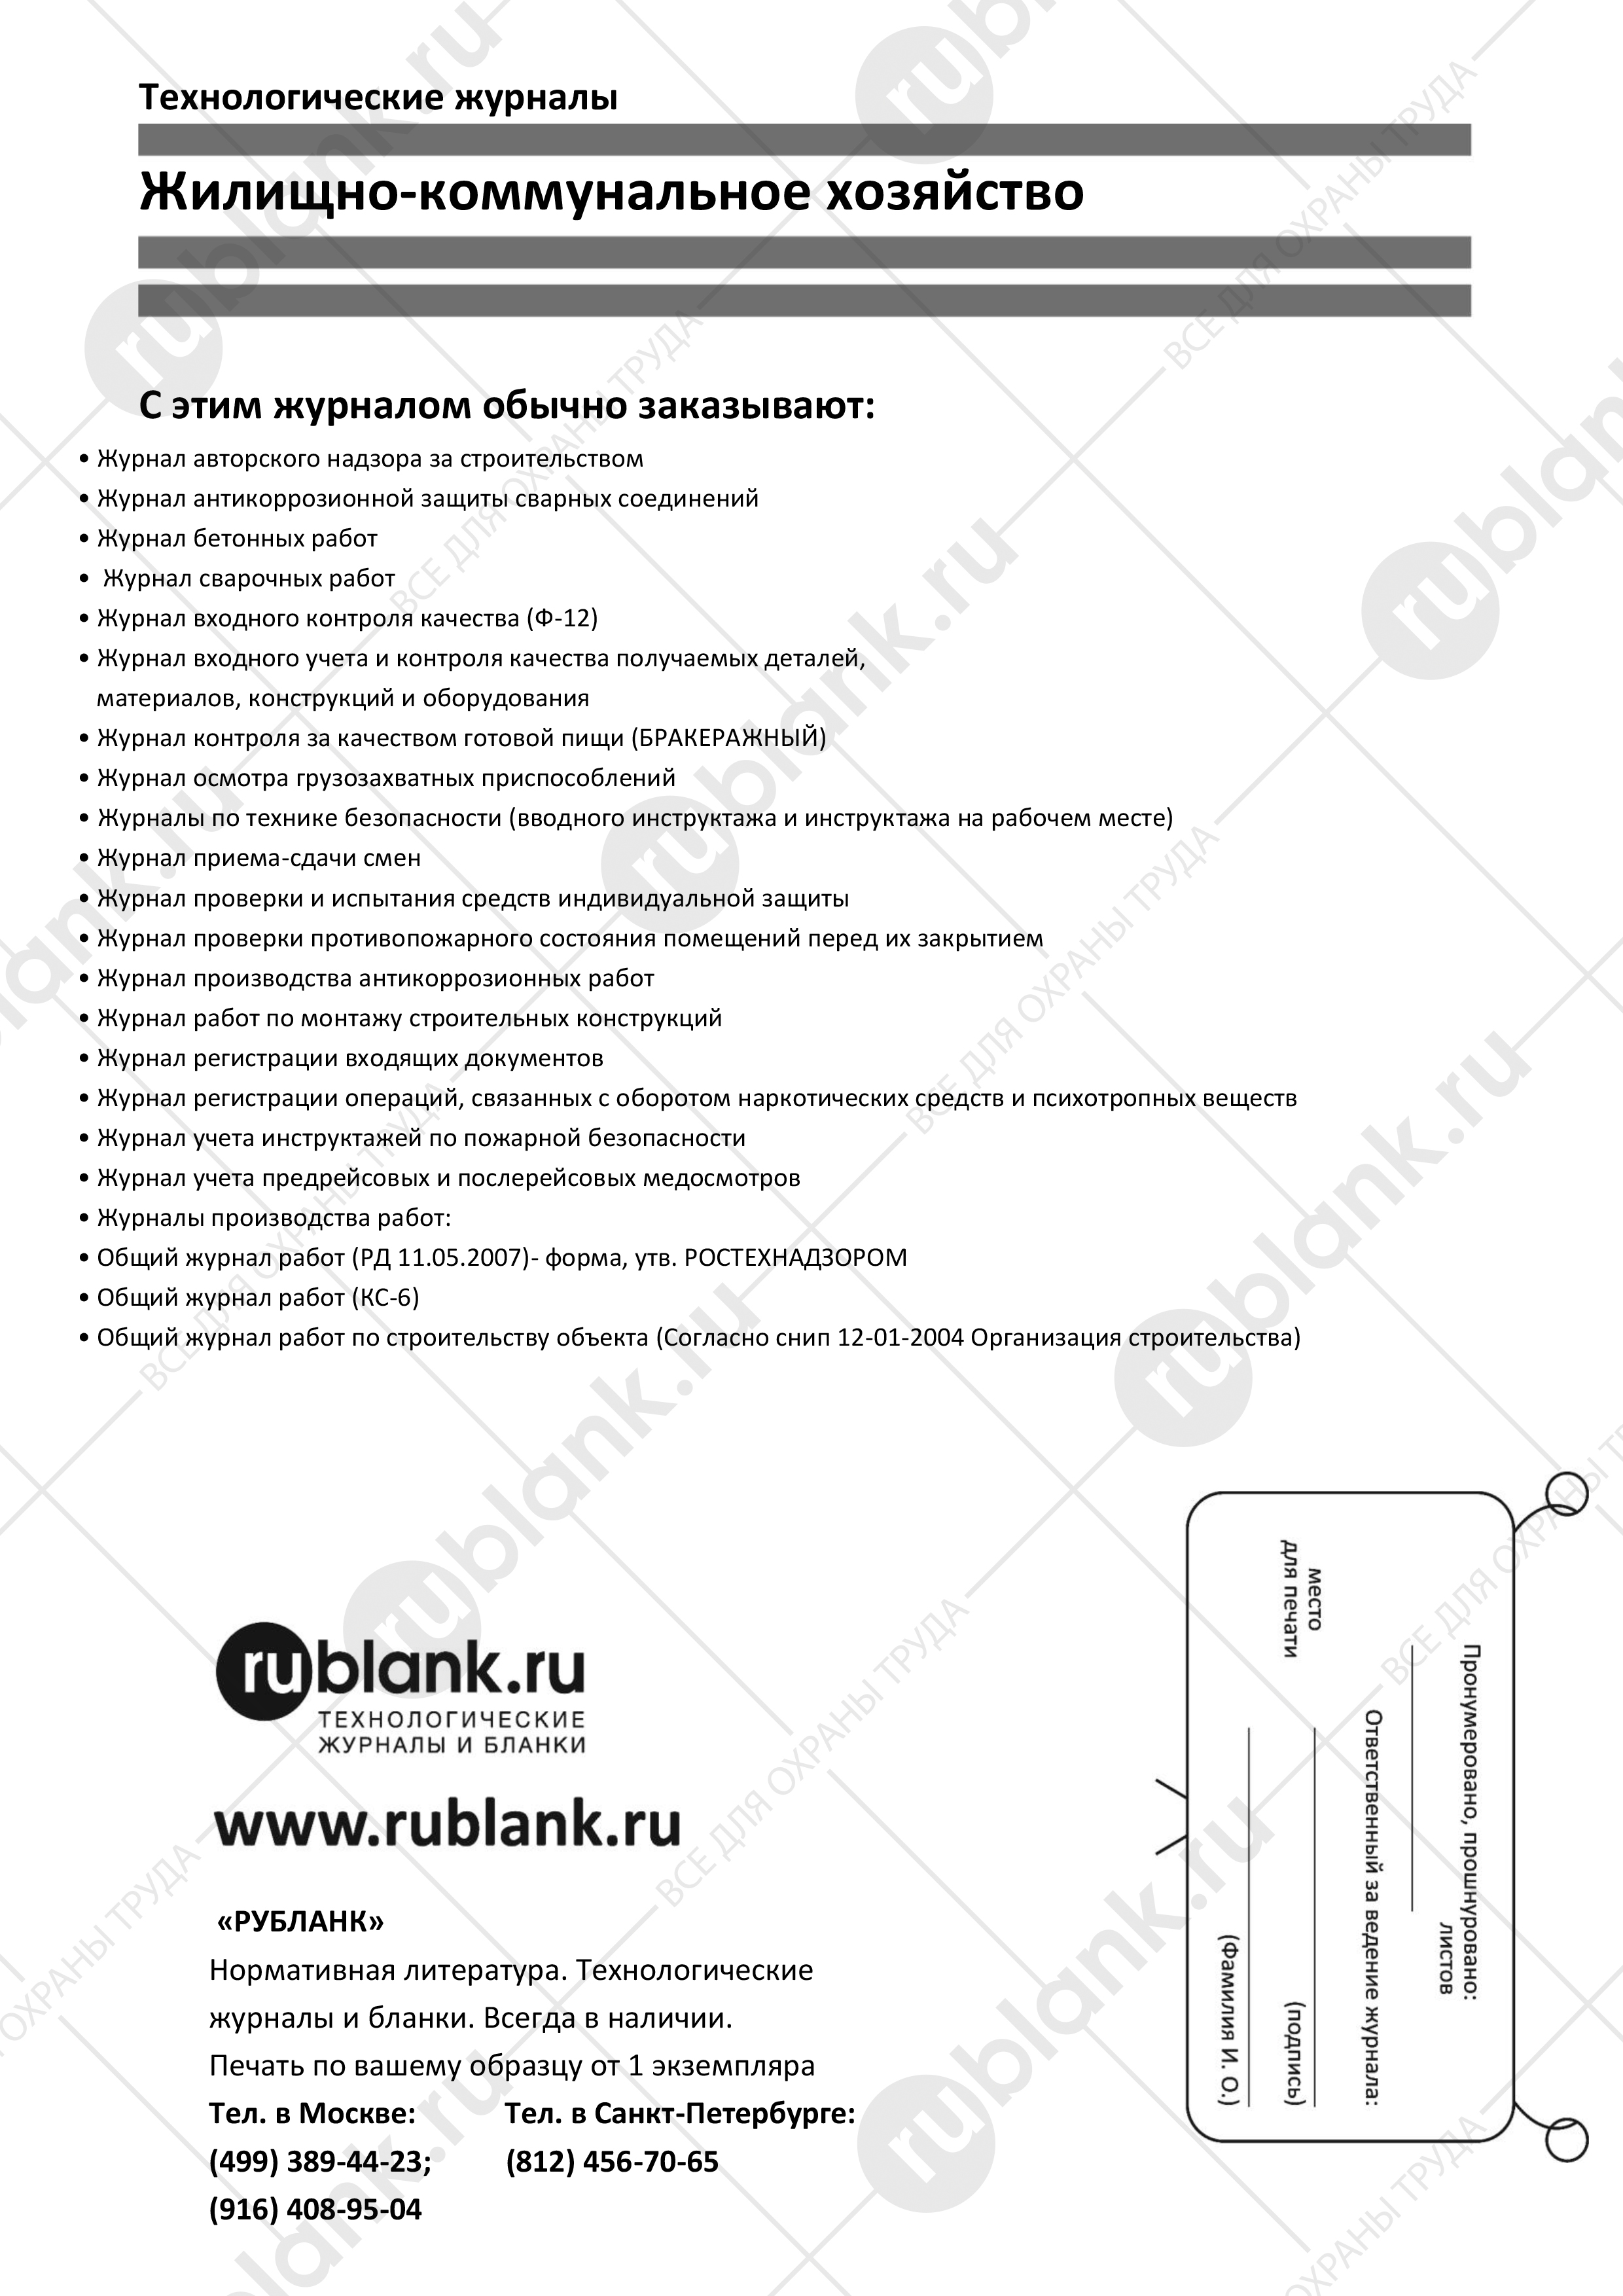 Технологические журналы
Жилищно-коммунальное хозяйство
С этим журналом обычно заказывают:
• Журнал авторского надзора за строительством
• Журнал антикоррозионной защиты сварных соединений
• Журнал бетонных работ
• Журнал сварочных работ
• Журнал входного контроля качества (Ф-12)
• Журнал входного учета и контроля качества получаемых деталей,
материалов, конструкций и оборудования
• Журнал контроля за качеством готовой пищи (БРАКЕРАЖНЫЙ)
• Журнал осмотра грузозахватных приспособлений
• Журналы по технике безопасности (вводного инструктажа и инструктажа на рабочем месте)
• Журнал приема-сдачи смен
• Журнал проверки и испытания средств индивидуальной защиты
• Журнал проверки противопожарного состояния помещений перед их закрытием
• Журнал производства антикоррозионных работ
• Журнал работ по монтажу строительных конструкций
• Журнал регистрации входящих документов
• Журнал регистрации операций, связанных с оборотом наркотических средств и психотропных веществ
• Журнал учета инструктажей по пожарной безопасности
• Журнал учета предрейсовых и послерейсовых медосмотров
• Журналы производства работ:
• Общий журнал работ (РД 11.05.2007)- форма, утв. РОСТЕХНАДЗОРОМ
• Общий журнал работ (КС-6)
• Общий журнал работ по строительству объекта (Согласно снип 12-01-2004 Организация строительства)
rublank.ru
ТЕХНОЛОГИЧЕСКИЕ
ЖУРНАЛЫ И БЛАНКИ
www.rublank.ru
«РУБЛАНК»
Нормативная литература. Технологические
журналы и бланки. Всегда в наличии.
Печать по вашему образцу от 1 экземпляра
Тел. в Москве: Тел. в Санкт-Петербурге:
(499) 389-44-23; (812) 456-70-65
(916) 408-95-04
Пронумеровано, прошнуровано:
листов
Ответственный за ведение журнала:
место
для печати
(подпись)
(Фамилия И. О.)
rublank.ru
ВСЕ ДЛЯ ОХРАНЫ ТРУДА